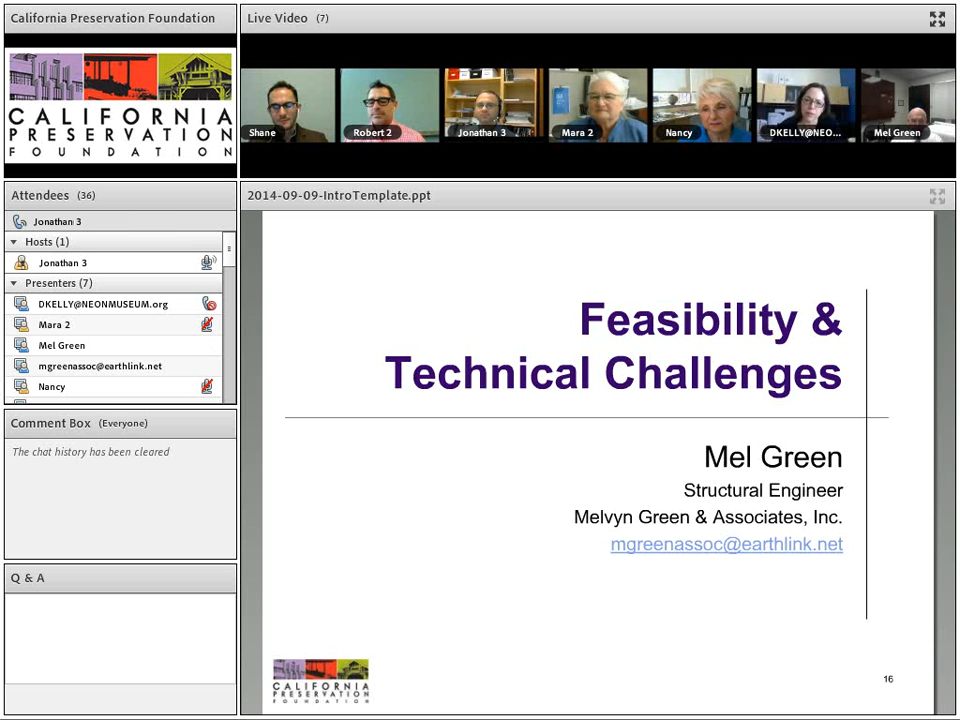 California Preservation Foundation
CALIFORNIA
PRESERVATION
FOUNDATION
Live Video (7)
Shane
Robert 2
Jonathan 3
Mara 2
Nancy
DKELLY@NEO...
Mel Green
Attendees (36)
Jonathan 3
Hosts (1)
Jonathan 3
Presenters (7)
DKELLY@NEONMUSEUM.org
Mara 2
Mel Green
mgreenassoc@earthlink.net
Nancy
Comment Box (Everyone)
The chat history has been cleared
Q & A
2014-09-09-IntroTemplate.ppt
Feasibility &
Technical Challenges
Mel Green
Structural Engineer
Melvyn Green & Associates, Inc.
mgreenassoc@earthlink.net
CALIFORNIA
PRESERVATION
FOUNDATION
16